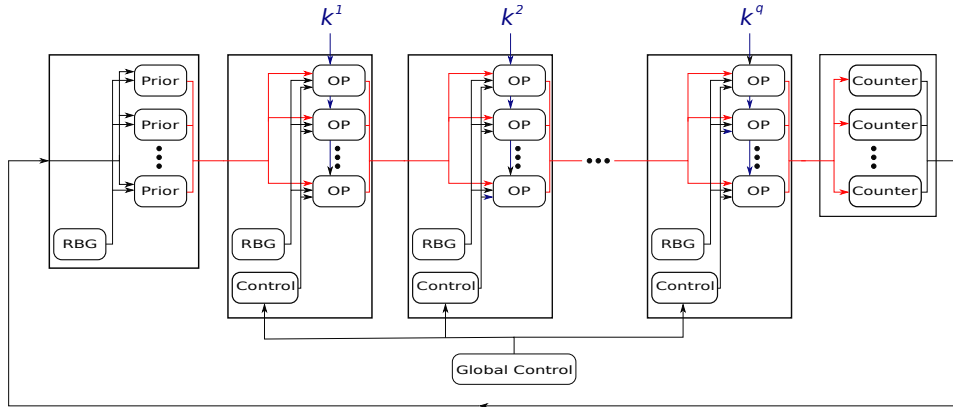 k¹ k² k^q
Prior OP OP OP Counter
Prior OP OP OP Counter
Prior OP OP OP Counter
RBG RBG RBG RBG
Control Control Control
Global Control